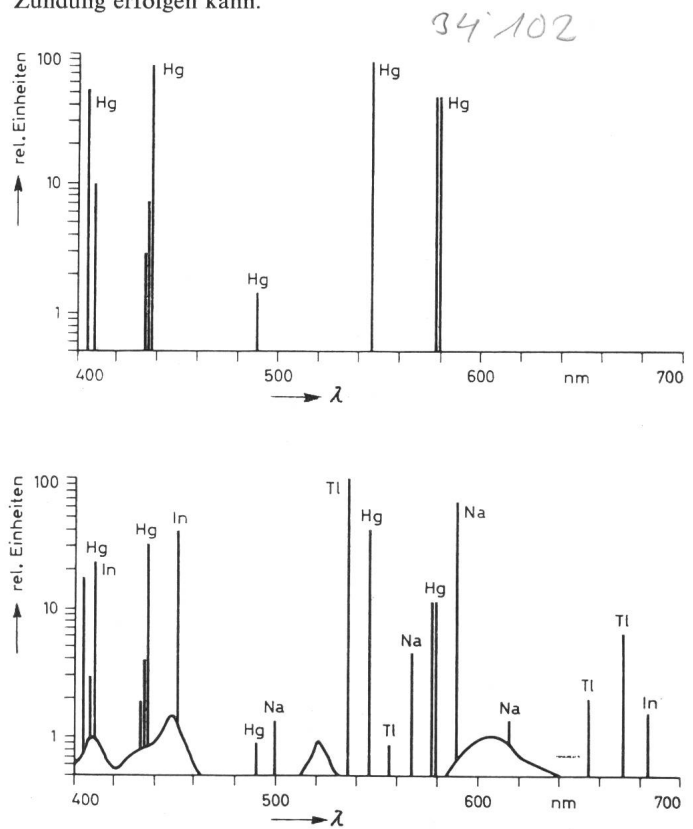 Zündung erfolgen kann.
34 102
rel. Einheiten
100
10
1
Hg
Hg
Hg
Hg
Hg
400 500 600 nm 700
λ
rel. Einheiten
100
10
1
Hg
In
Hg
In
Hg
Na
Tl
Hg
Tl
Na
Hg
Na
Na
Tl
Tl
In
400 500 600 nm 700
λ